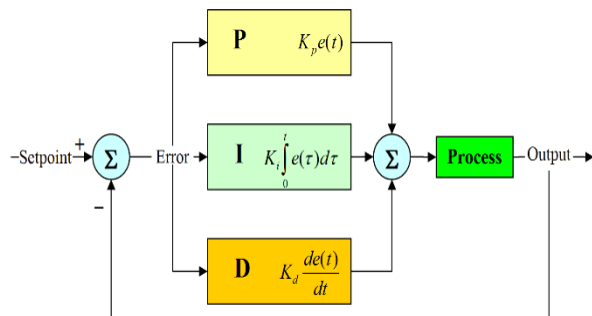 P K_p e(t)
–Setpoint + Σ Error I K_i ∫_0^t e(τ)dτ Σ Process Output
–
D K_d de(t)/dt